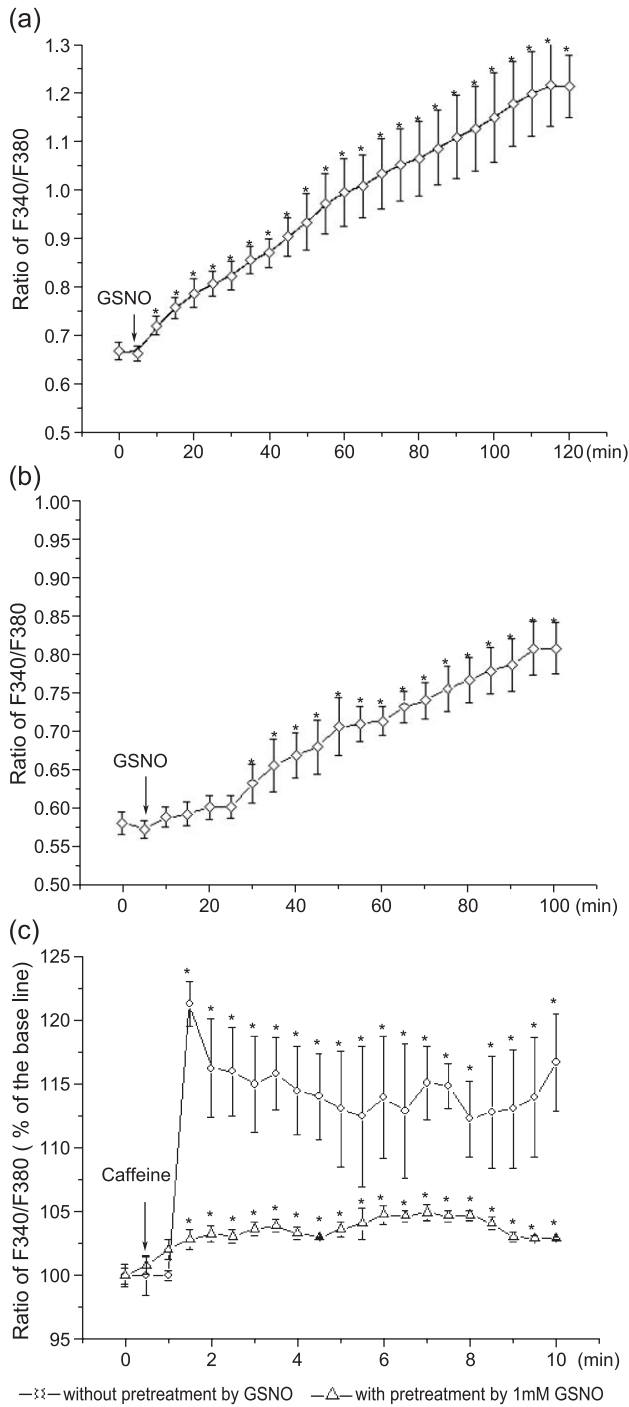 (a)
1.3
1.2
1.1
1.0
0.9
0.8
0.7
0.6
0.5
Ratio of F340/F380
GSNO
* * * * * * * * * * * * * * * * * * * * * * *
0 20 40 60 80 100 120 (min)
(b)
1.00
0.95
0.90
0.85
0.80
0.75
0.70
0.65
0.60
0.55
0.50
Ratio of F340/F380
GSNO
* * * * * * * * * * * * * * *
0 20 40 60 80 100 (min)
(c)
125
120
112
105
100
95
Ratio of F340/F380 ( % of the base line)
Caffeine
* * * * * * * * * * * * * * * * * *
* * * * * * * * * * * * * * * * * *
0 2 4 6 8 10 (min)
without pretreatment by GSNO with pretreatment by 1mM GSNO